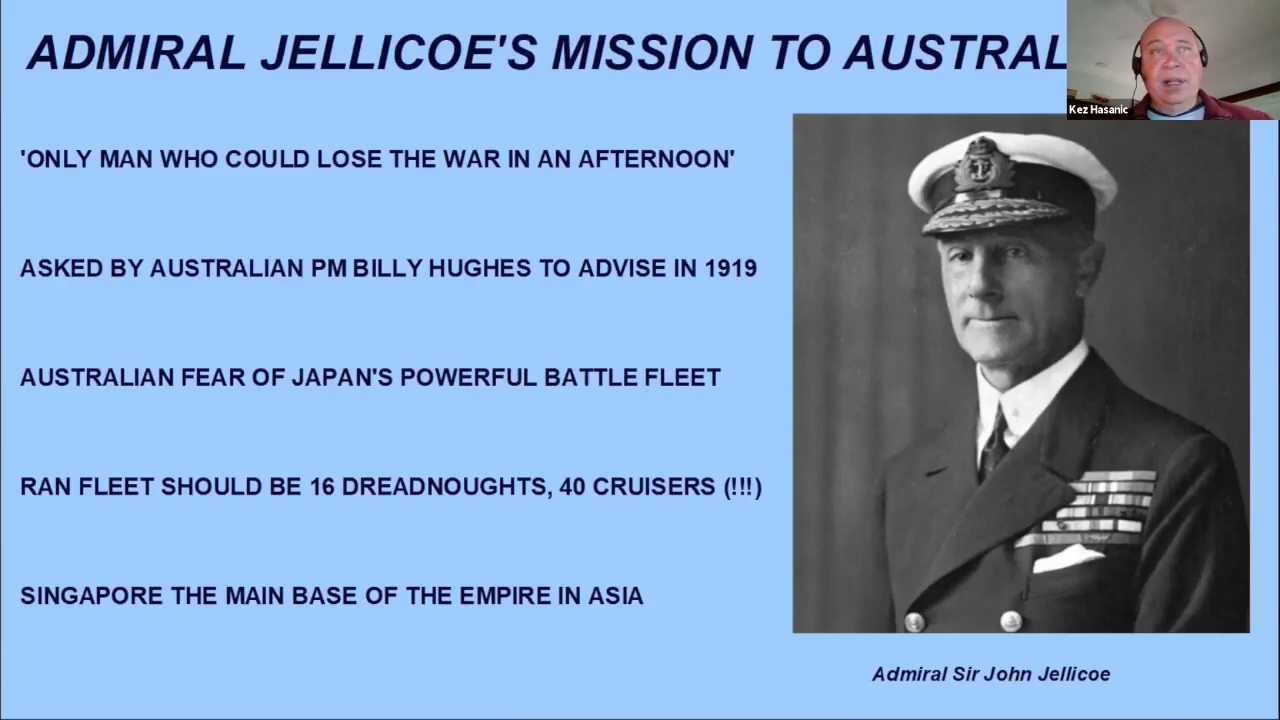 ADMIRAL JELLICOE'S MISSION TO AUSTRAL
Kez Hasanic
'ONLY MAN WHO COULD LOSE THE WAR IN AN AFTERNOON'
ASKED BY AUSTRALIAN PM BILLY HUGHES TO ADVISE IN 1919
AUSTRALIAN FEAR OF JAPAN'S POWERFUL BATTLE FLEET
RAN FLEET SHOULD BE 16 DREADNOUGHTS, 40 CRUISERS (!!!)
SINGAPORE THE MAIN BASE OF THE EMPIRE IN ASIA
Admiral Sir John Jellicoe